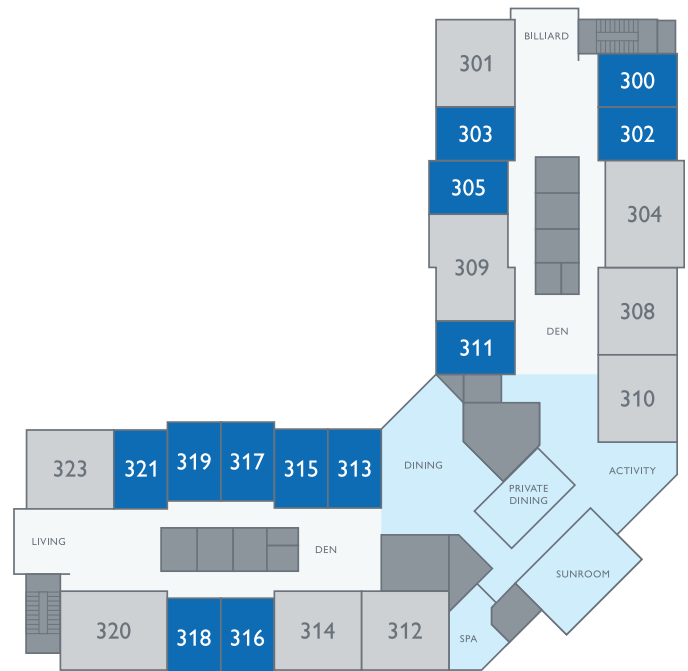 BILLIARD
301
300
303
302
305
304
309
308
DEN
311
310
323
321
319
317
315
313
DINING
ACTIVITY
PRIVATE
DINING
LIVING
DEN
SUNROOM
320
318
316
314
312
SPA